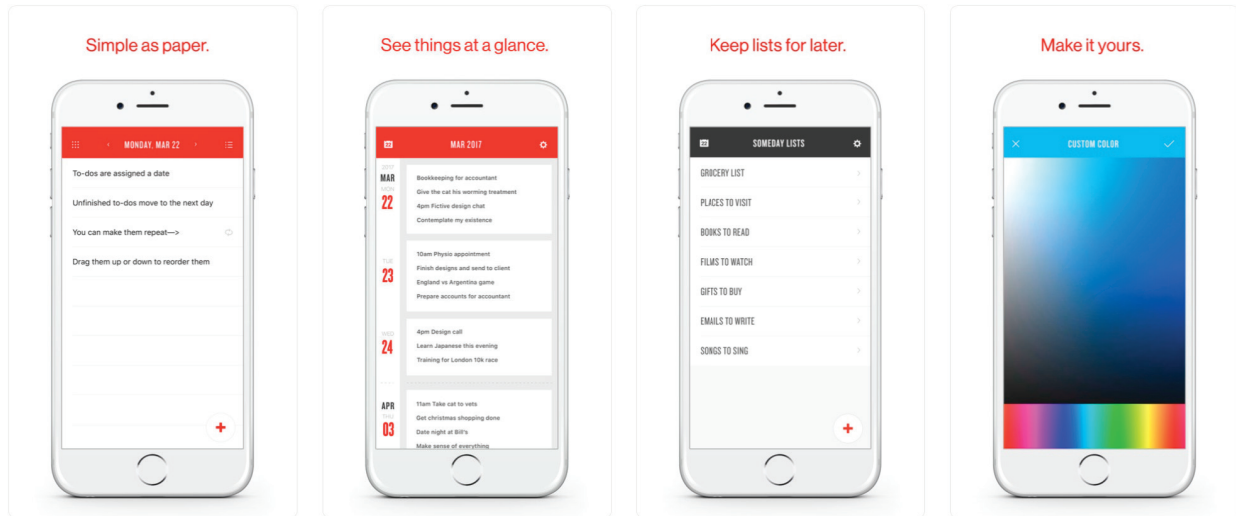 Simple as paper.
MONDAY, MAR 22
To-dos are assigned a date
Unfinished to-dos move to the next day
You can make them repeat—>
Drag them up or down to reorder them
See things at a glance.
22
MAR 2017
2017
MAR
MON
22
Bookkeeping for accountant
Give the cat his worming treatment
4pm Fictive design chat
Contemplate my existence
TUE
23
10am Physio appointment
Finish designs and send to client
England vs Argentina game
Prepare accounts for accountant
WED
24
4pm Design call
Learn Japanese this evening
Training for London 10k race
APR
THU
03
11am Take cat to vets
Get christmas shopping done
Date night at Bill's
Make sense of everything
Keep lists for later.
22
SOMEDAY LISTS
GROCERY LIST
PLACES TO VISIT
BOOKS TO READ
FILMS TO WATCH
GIFTS TO BUY
EMAILS TO WRITE
SONGS TO SING
Make it yours.
CUSTOM COLOR